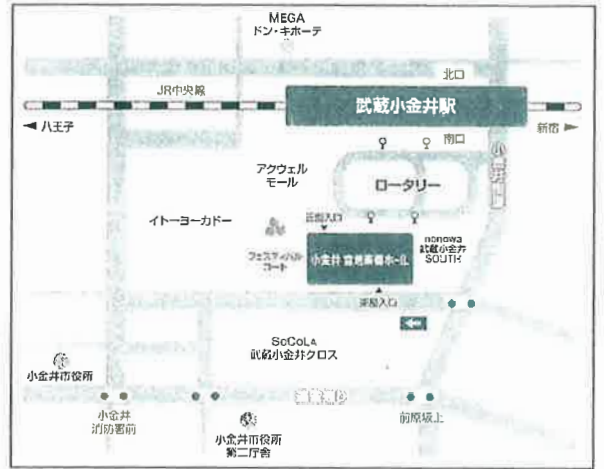 MEGA
ドン・キホーテ
北口
JR中央線
武蔵小金井駅
◀ 八王子
新宿 ▶
南口
アクウェル
モール
ロータリー
イトーヨーカドー
正面入口
フェスティバル
コート
小金井 宮地楽器ホール
nonowa
武蔵小金井
SOUTH
茶屋入口
SoCoLA
武蔵小金井クロス
小金井市役所
小金井
消防署前
前原坂上
小金井市役所
第二庁舎